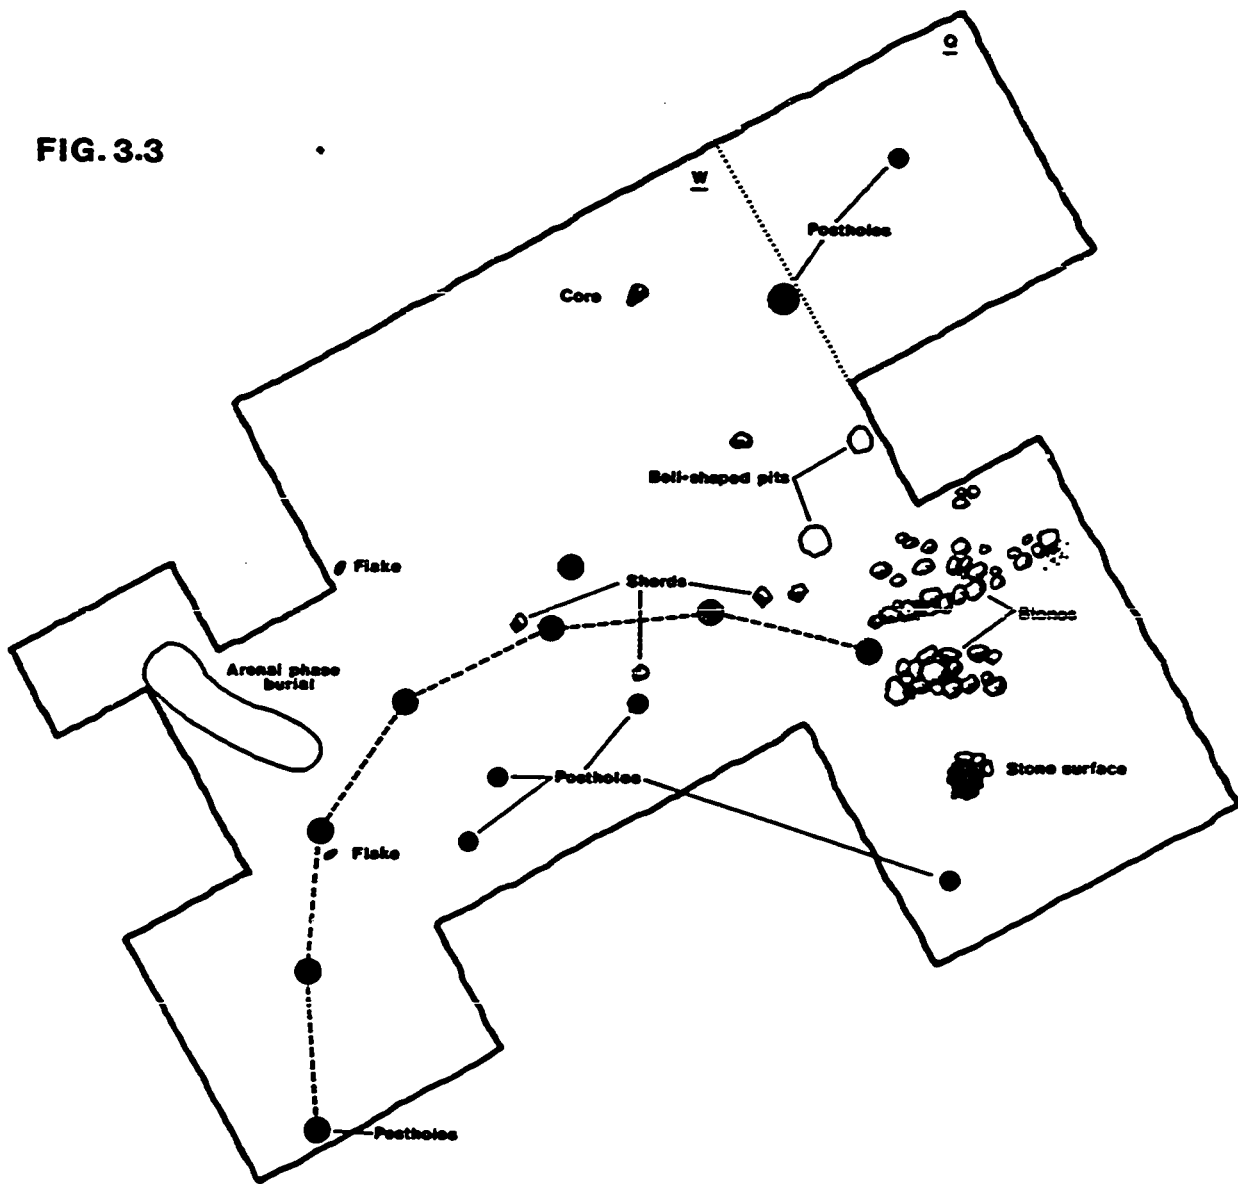 Q
FIG. 3.3
W
Postholes
Core
Bell-shaped pits
Flake
Sherds
Stones
Arenal phase
burial
Stone surface
Postholes
Flake
Postholes